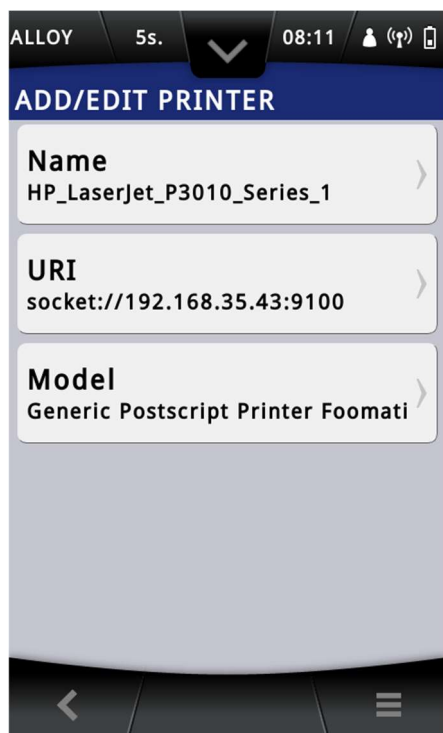 ALLOY 5s. 08:11
ADD/EDIT PRINTER
Name
HP_LaserJet_P3010_Series_1
URI
socket://192.168.35.43:9100
Model
Generic Postscript Printer Foomati